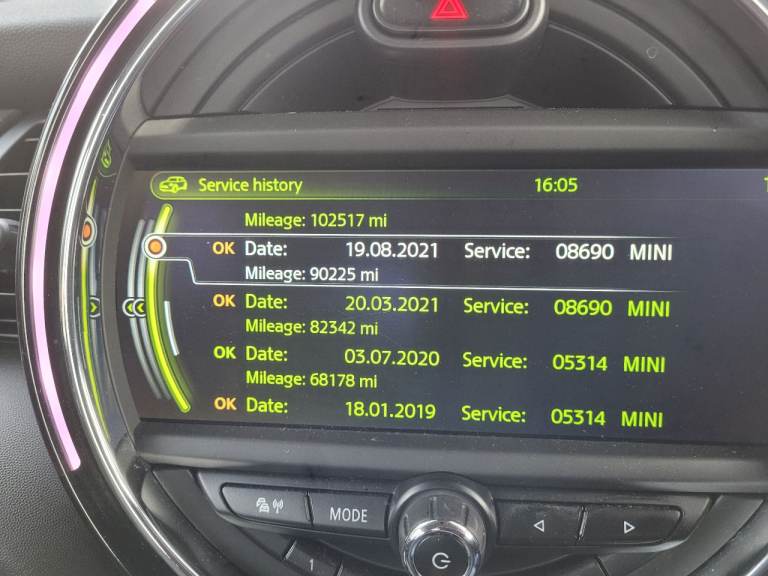 Service history 16:05
Mileage: 102517 mi
OK Date: 19.08.2021 Service: 08690 MINI
Mileage: 90225 mi
OK Date: 20.03.2021 Service: 08690 MINI
Mileage: 82342 mi
OK Date: 03.07.2020 Service: 05314 MINI
Mileage: 68178 mi
OK Date: 18.01.2019 Service: 05314 MINI
MODE
1